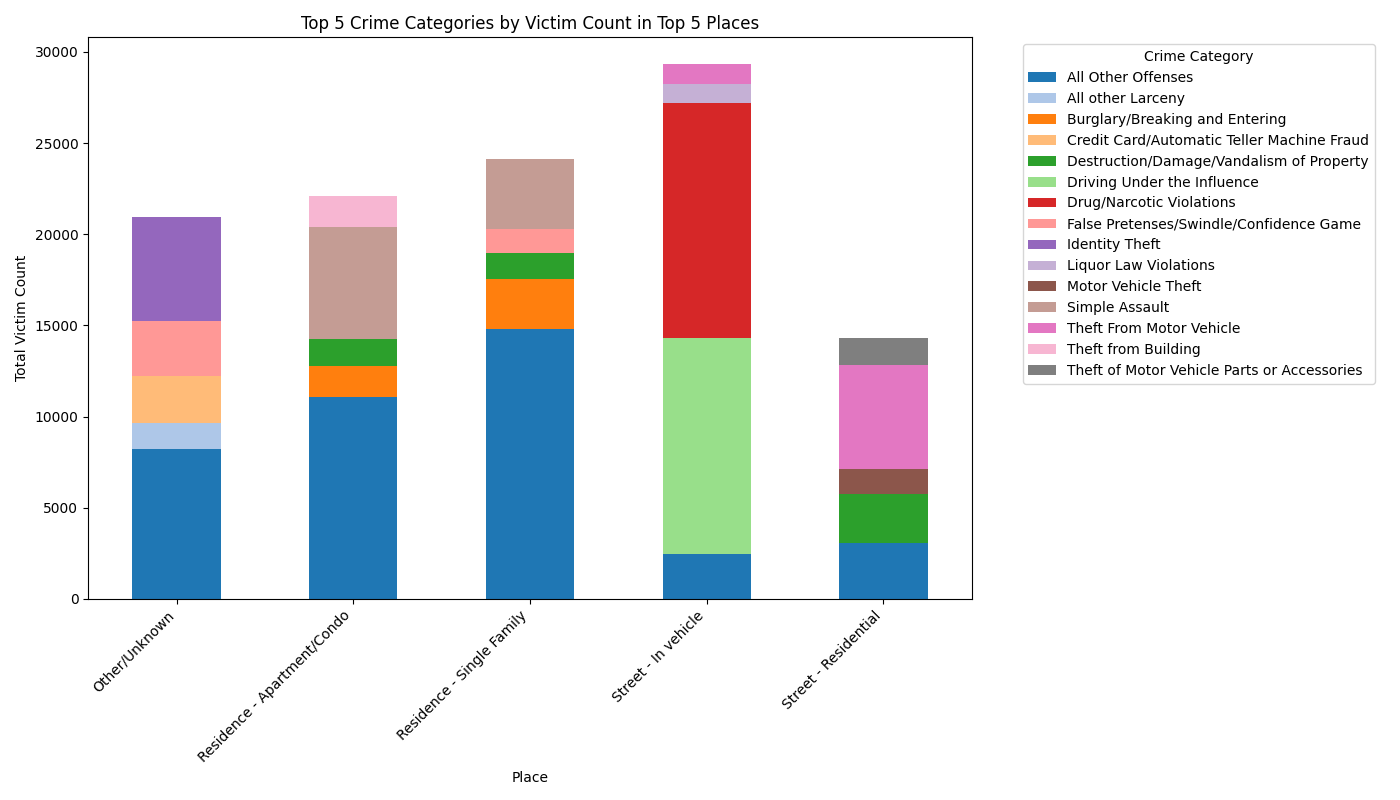 Top 5 Crime Categories by Victim Count in Top 5 Places
Total Victim Count
30000
25000
20000
15000
10000
5000
0
Other/Unknown
Residence - Apartment/Condo
Residence - Single Family
Street - In vehicle
Street - Residential
Place
Crime Category
All Other Offenses
All other Larceny
Burglary/Breaking and Entering
Credit Card/Automatic Teller Machine Fraud
Destruction/Damage/Vandalism of Property
Driving Under the Influence
Drug/Narcotic Violations
False Pretenses/Swindle/Confidence Game
Identity Theft
Liquor Law Violations
Motor Vehicle Theft
Simple Assault
Theft From Motor Vehicle
Theft from Building
Theft of Motor Vehicle Parts or Accessories